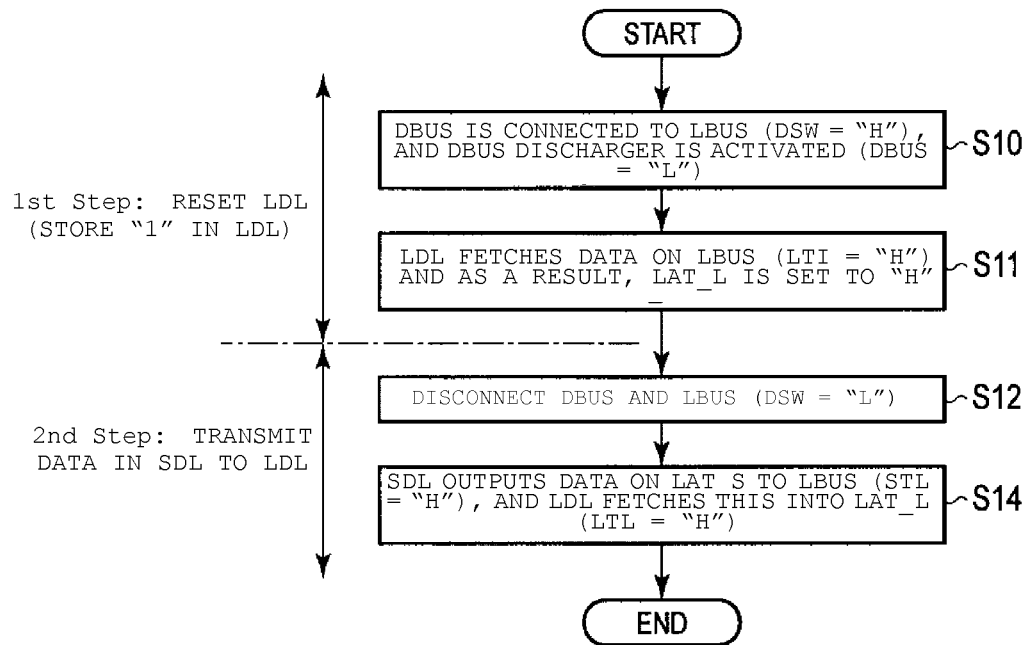 START
DBUS IS CONNECTED TO LBUS (DSW = “H”),
AND DBUS DISCHARGER IS ACTIVATED (DBUS
= “L”)
S10
1st Step: RESET LDL
(STORE “1” IN LDL)
LDL FETCHES DATA ON LBUS (LTI = “H”)
AND AS A RESULT, LAT_L IS SET TO “H”
_
S11
DISCONNECT DBUS AND LBUS (DSW = “L”)
S12
2nd Step: TRANSMIT
DATA IN SDL TO LDL
SDL OUTPUTS DATA ON LAT S TO LBUS (STL
= “H”), AND LDL FETCHES THIS INTO LAT_L
(LTL = “H”)
S14
END